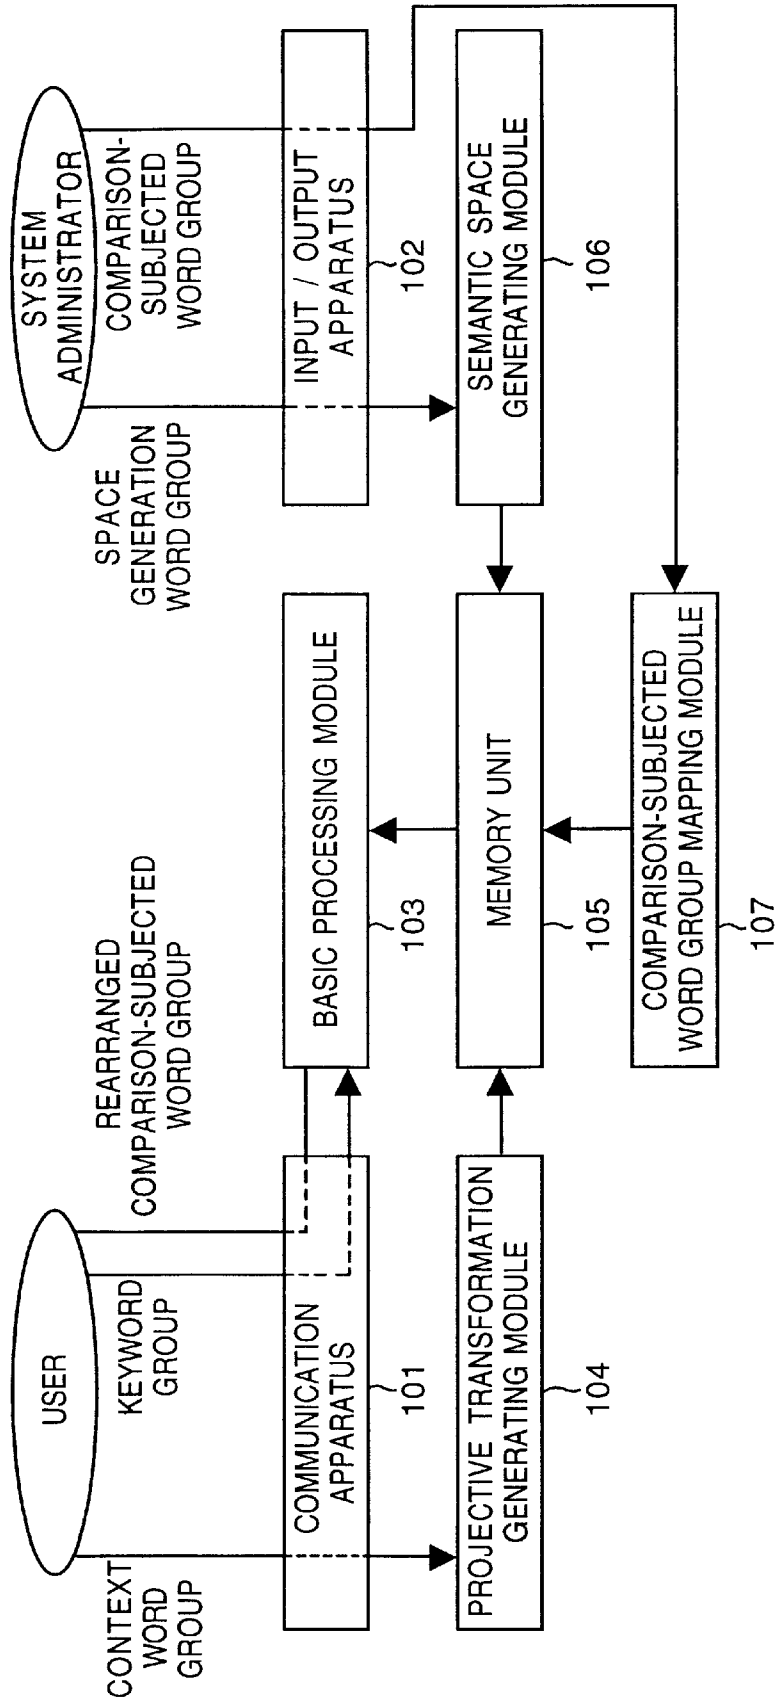 USER
SYSTEM
ADMINISTRATOR
CONTEXT
WORD
GROUP
KEYWORD
GROUP
REARRANGED
COMPARISON-SUBJECTED
WORD GROUP
SPACE
GENERATION
WORD GROUP
COMPARISON-
SUBJECTED
WORD GROUP
COMMUNICATION
APPARATUS
101
BASIC PROCESSING MODULE
103
INPUT / OUTPUT
APPARATUS
102
PROJECTIVE TRANSFORMATION
GENERATING MODULE
104
MEMORY UNIT
105
SEMANTIC SPACE
GENERATING MODULE
106
COMPARISON-SUBJECTED
WORD GROUP MAPPING MODULE
107